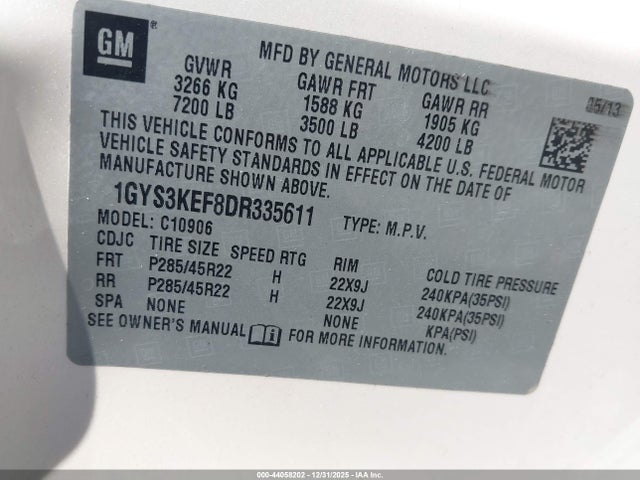 GM
MFD BY GENERAL MOTORS LLC
GVWR GAWR FRT GAWR RR 05/13
3266 KG 1588 KG 1905 KG
7200 LB 3500 LB 4200 LB
THIS VEHICLE CONFORMS TO ALL APPLICABLE U.S. FEDERAL MOTOR
VEHICLE SAFETY STANDARDS IN EFFECT ON THE DATE OF
MANUFACTURE SHOWN ABOVE.
1GYS3KEF8DR335611 TYPE: M.P.V.
MODEL: C10906
CDJC TIRE SIZE SPEED RTG RIM COLD TIRE PRESSURE
FRT P285/45R22 H 22X9J 240KPA(35PSI)
RR P285/45R22 H 22X9J 240KPA(35PSI)
SPA NONE NONE KPA(PSI)
SEE OWNER'S MANUAL FOR MORE INFORMATION.
000-44058202 - 12/31/2025 - IAAI.ca